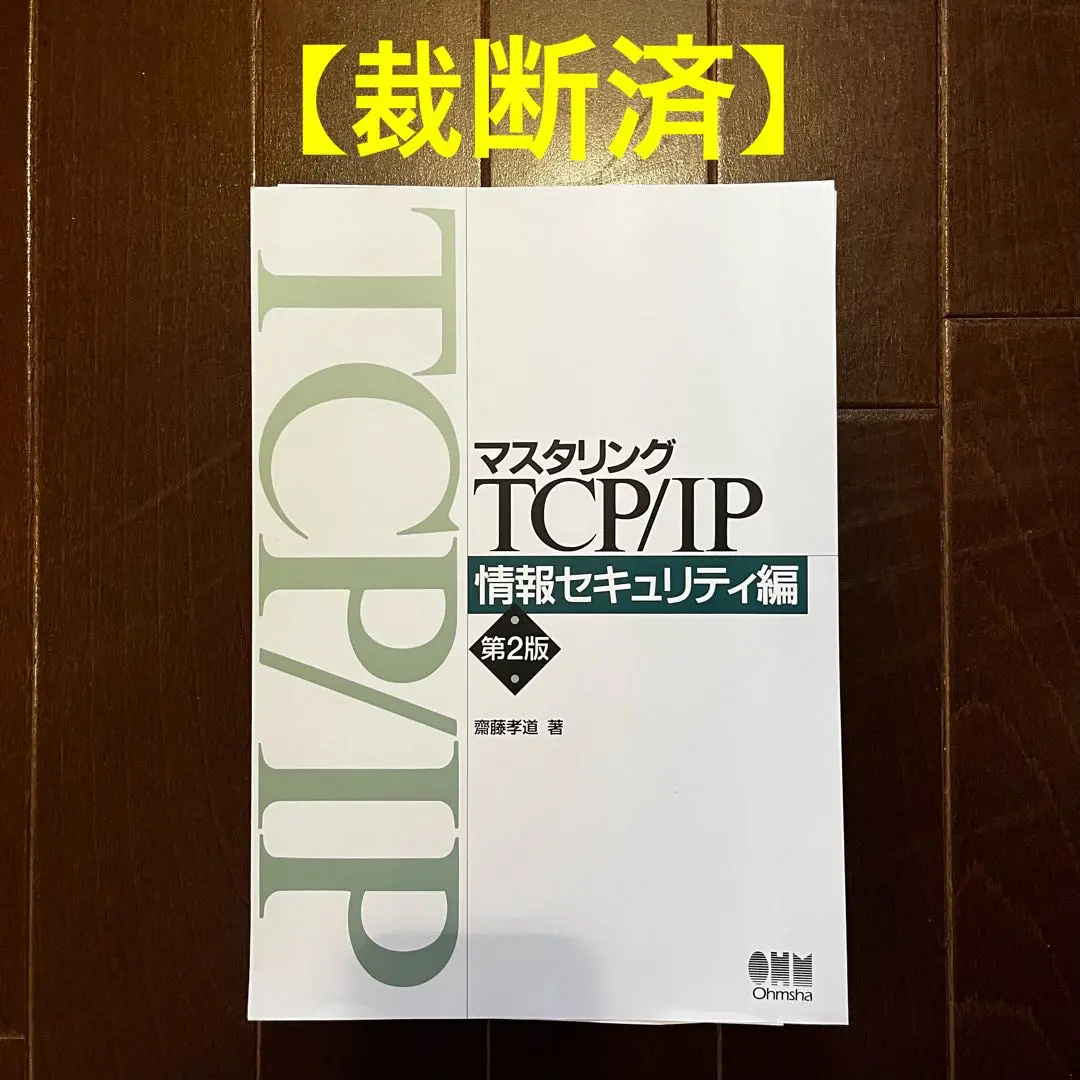 【裁断済】
TCP/IP
マスタリング
TCP/IP
情報セキュリティ編
第2版
齋藤孝道 著
OHM
Ohmsha